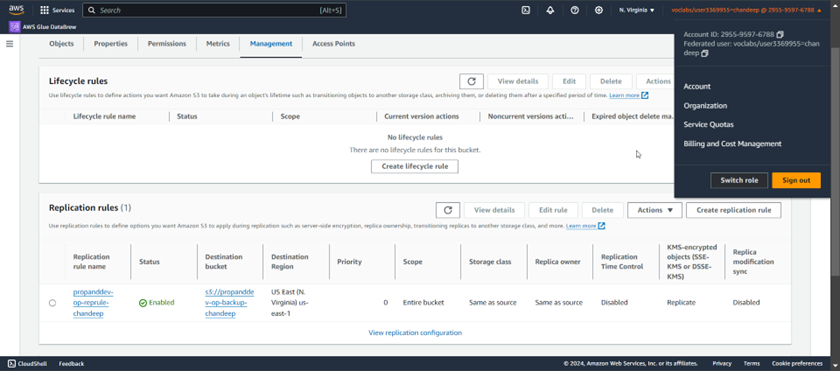 aws
Services
Search
[Alt+S]
N. Virginia
voclabs/user3369955=chandeep @ 2955-9597-6788
AWS Glue DataBrew
Account ID: 2955-9597-6788
Federated user: voclabs/user3369955=chan
deep
Account
Organization
Service Quotas
Billing and Cost Management
Switch role
Sign out
Objects
Properties
Permissions
Metrics
Management
Access Points
Lifecycle rules
View details
Edit
Delete
Actions
Use lifecycle rules to define actions you want Amazon S3 to take during an object's lifetime such as transitioning objects to another storage class, archiving them, or deleting them after a specified period of time. Learn more
Lifecycle rule name
Status
Scope
Current version actions
Noncurrent versions acti...
Expired object delete ma...
No lifecycle rules
There are no lifecycle rules for this bucket.
Create lifecycle rule
Replication rules (1)
View details
Edit rule
Delete
Actions
Create replication rule
Use replication rules to define options you want Amazon S3 to apply during replication such as server-side encryption, replica ownership, transitioning replicas to another storage class, and more. Learn more
Replication
rule name
Status
Destination
bucket
Destination
Region
Priority
Scope
Storage class
Replica owner
Replication
Time Control
KMS-encrypted
objects (SSE-
KMS or DSSE-
KMS)
Replica
modification
sync
propanddev-
op-reprule-
chandeep
Enabled
s3://propandde
v-op-backup-
chandeep
US East (N.
Virginia) us-
east-1
0
Entire bucket
Same as source
Same as source
Disabled
Replicate
Disabled
View replication configuration
CloudShell
Feedback
© 2024, Amazon Web Services, Inc. or its affiliates.
Privacy
Terms
Cookie preferences